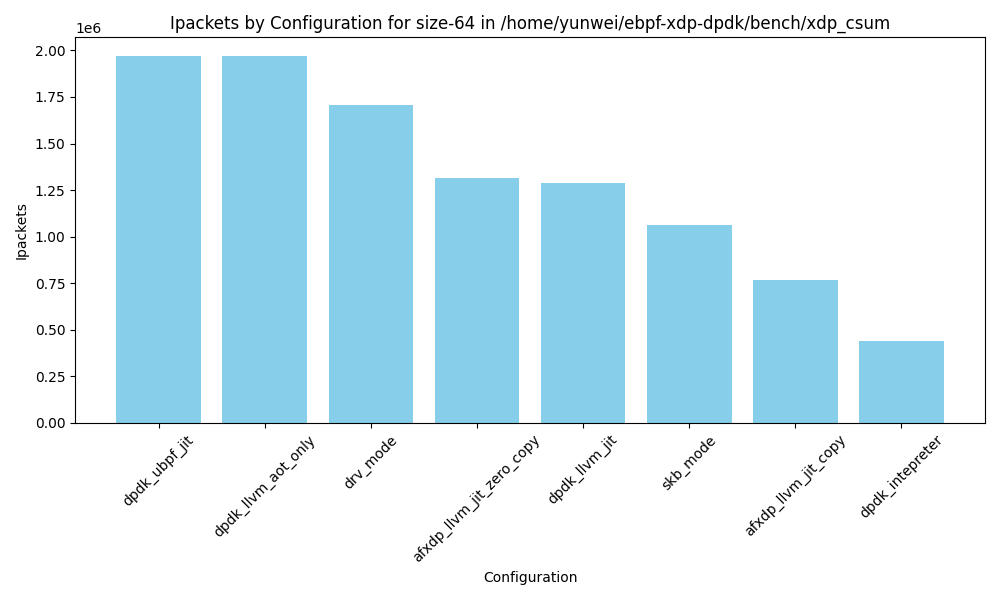 Ipackets by Configuration for size-64 in /home/yunwei/ebpf-xdp-dpdk/bench/xdp_csum
1e6
2.00
1.75
1.50
1.25
1.00
0.75
0.50
0.25
0.00
Ipackets
dpdk_ubpf_jit
dpdk_llvm_aot_only
drv_mode
afxdp_llvm_jit_zero_copy
dpdk_llvm_jit
skb_mode
afxdp_llvm_jit_copy
dpdk_intepreter
Configuration